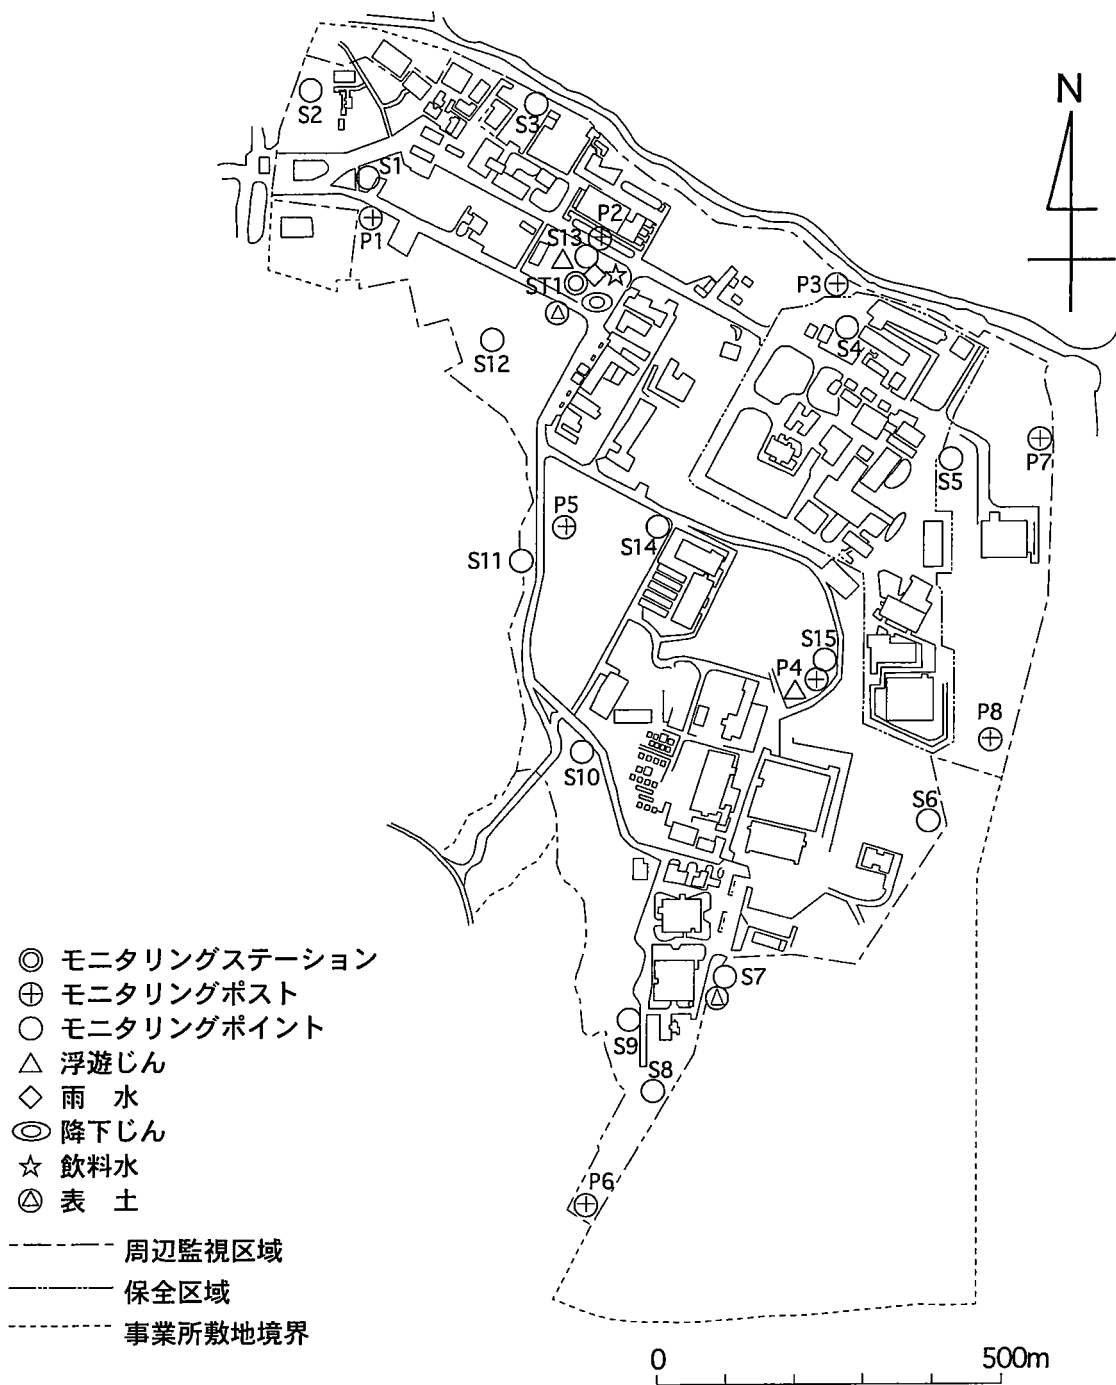 N
S2
S3
S1
P1
P2
S13
ST1
P3
S4
S12
P7
S5
P5
S14
S11
S15
P4
P8
S10
S6
S7
S9
S8
P6
モニタリングステーション
モニタリングポスト
モニタリングポイント
浮遊じん
雨 水
降下じん
飲料水
表 土
周辺監視区域
保全区域
事業所敷地境界
0 500m